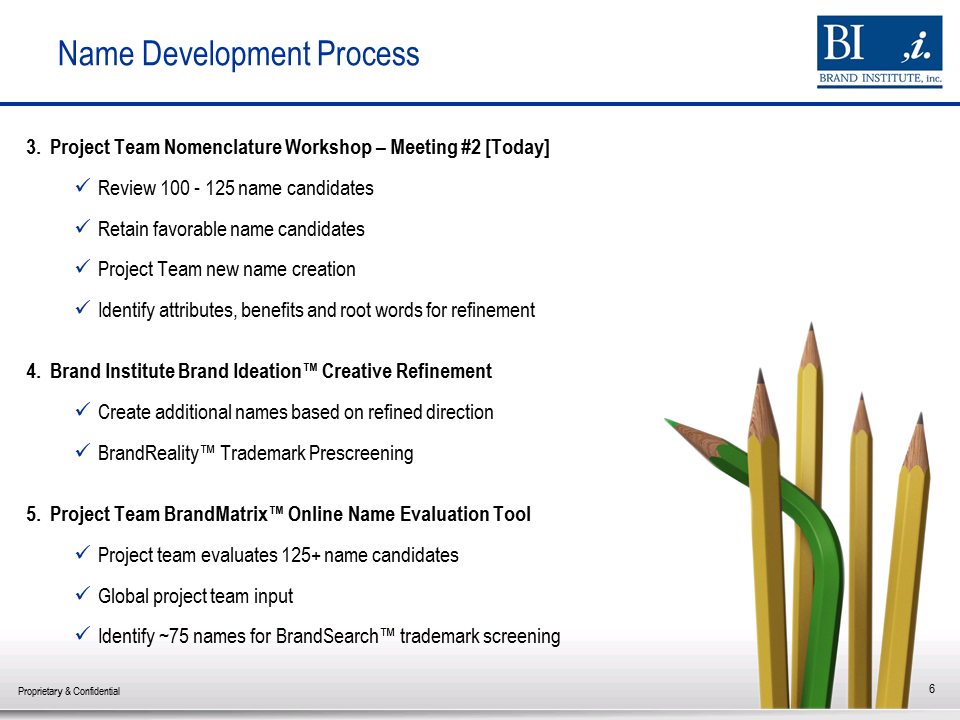 Name Development Process
BI ,i.
BRAND INSTITUTE, inc.
3. Project Team Nomenclature Workshop – Meeting #2 [Today]
✓ Review 100 - 125 name candidates
✓ Retain favorable name candidates
✓ Project Team new name creation
✓ Identify attributes, benefits and root words for refinement
4. Brand Institute Brand Ideation™ Creative Refinement
✓ Create additional names based on refined direction
✓ BrandReality™ Trademark Prescreening
5. Project Team BrandMatrix™ Online Name Evaluation Tool
✓ Project team evaluates 125+ name candidates
✓ Global project team input
✓ Identify ~75 names for BrandSearch™ trademark screening
Proprietary & Confidential
6